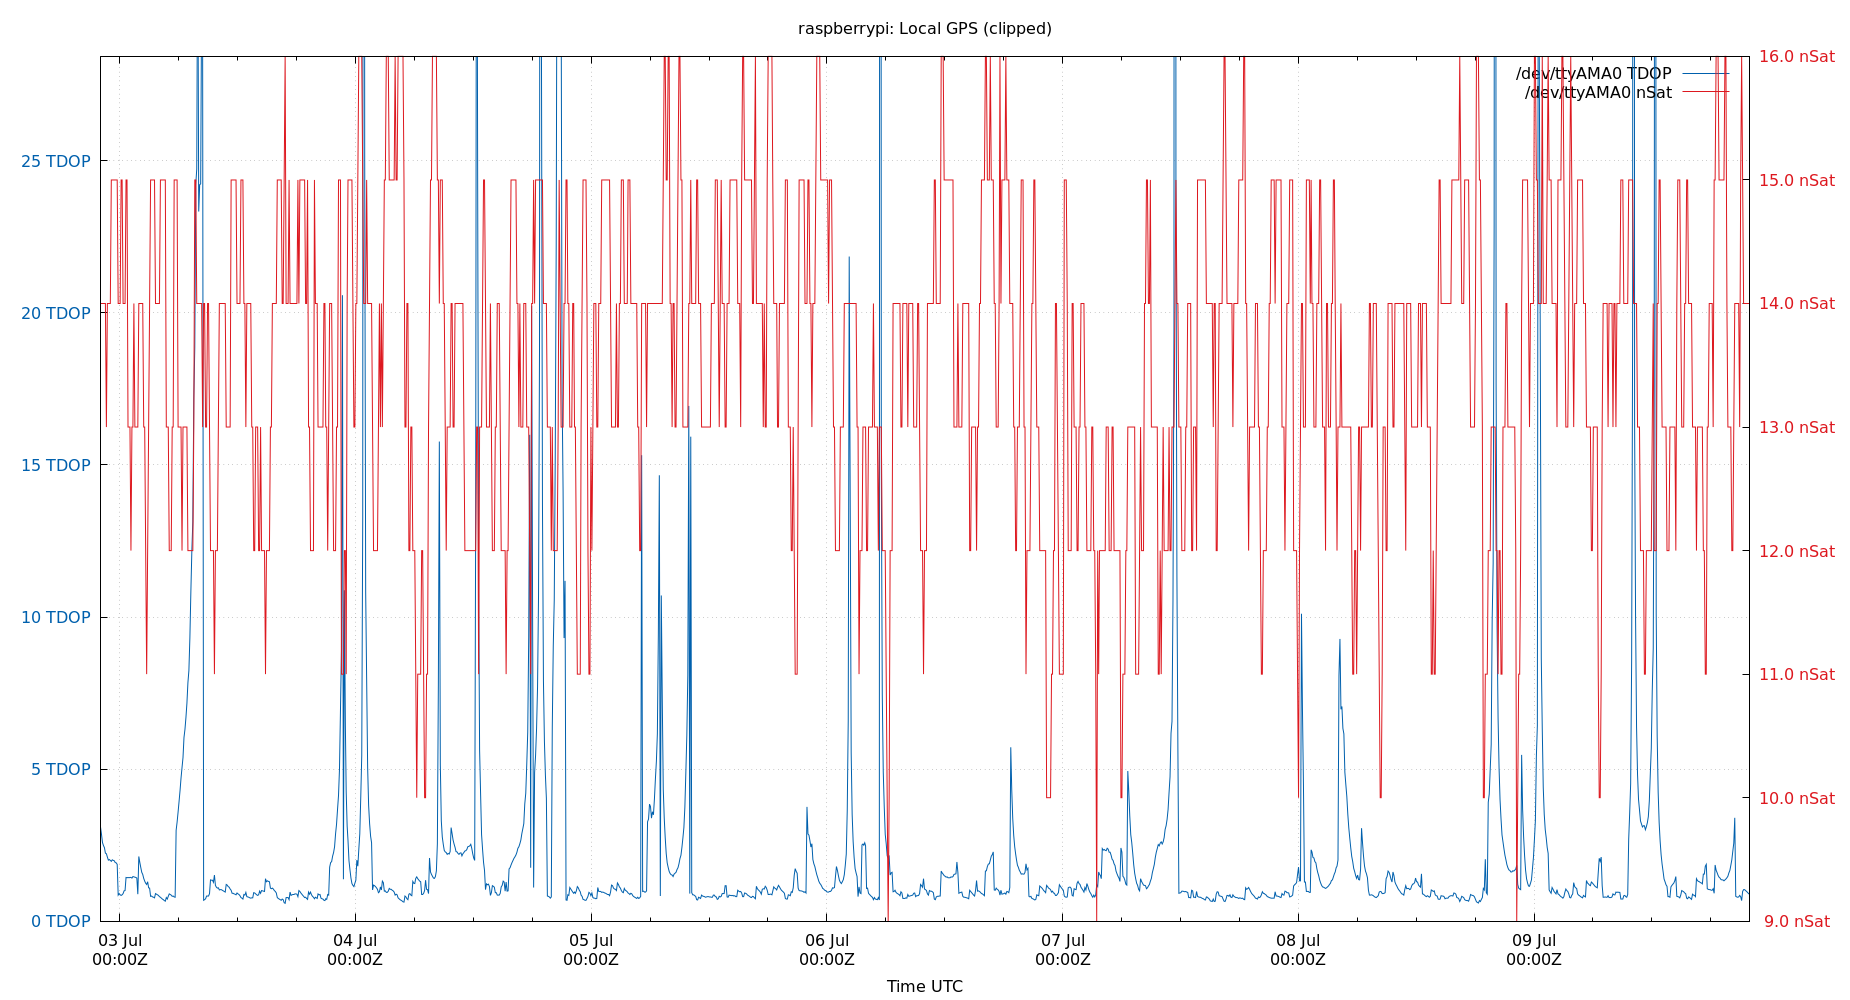 raspberrypi: Local GPS (clipped)
/dev/ttyAMA0 TDOP
/dev/ttyAMA0 nSat
25 TDOP
20 TDOP
15 TDOP
10 TDOP
5 TDOP
0 TDOP
16.0 nSat
15.0 nSat
14.0 nSat
13.0 nSat
12.0 nSat
11.0 nSat
10.0 nSat
9.0 nSat
03 Jul 04 Jul 05 Jul 06 Jul 07 Jul 08 Jul 09 Jul
00:00Z 00:00Z 00:00Z 00:00Z 00:00Z 00:00Z 00:00Z
Time UTC